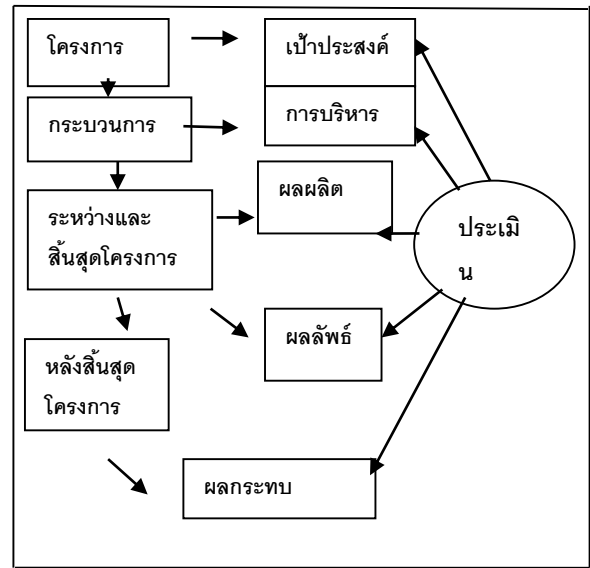 โครงการ
เป้าประสงค์
กระบวนการ
การบริหาร
ระหว่างและ
สิ้นสุดโครงการ
ผลผลิต
ประเมิ
น
หลังสิ้นสุด
โครงการ
ผลลัพธ์
ผลกระทบ